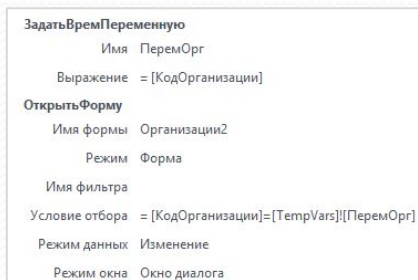 ЗадатьВремПеременную
Имя ПеремОрг
Выражение = [КодОрганизации]
ОткрытьФорму
Имя формы Организации2
Режим Форма
Имя фильтра
Условие отбора = [КодОрганизации]=[TempVars]![ПеремОрг]
Режим данных Изменение
Режим окна Окно диалога